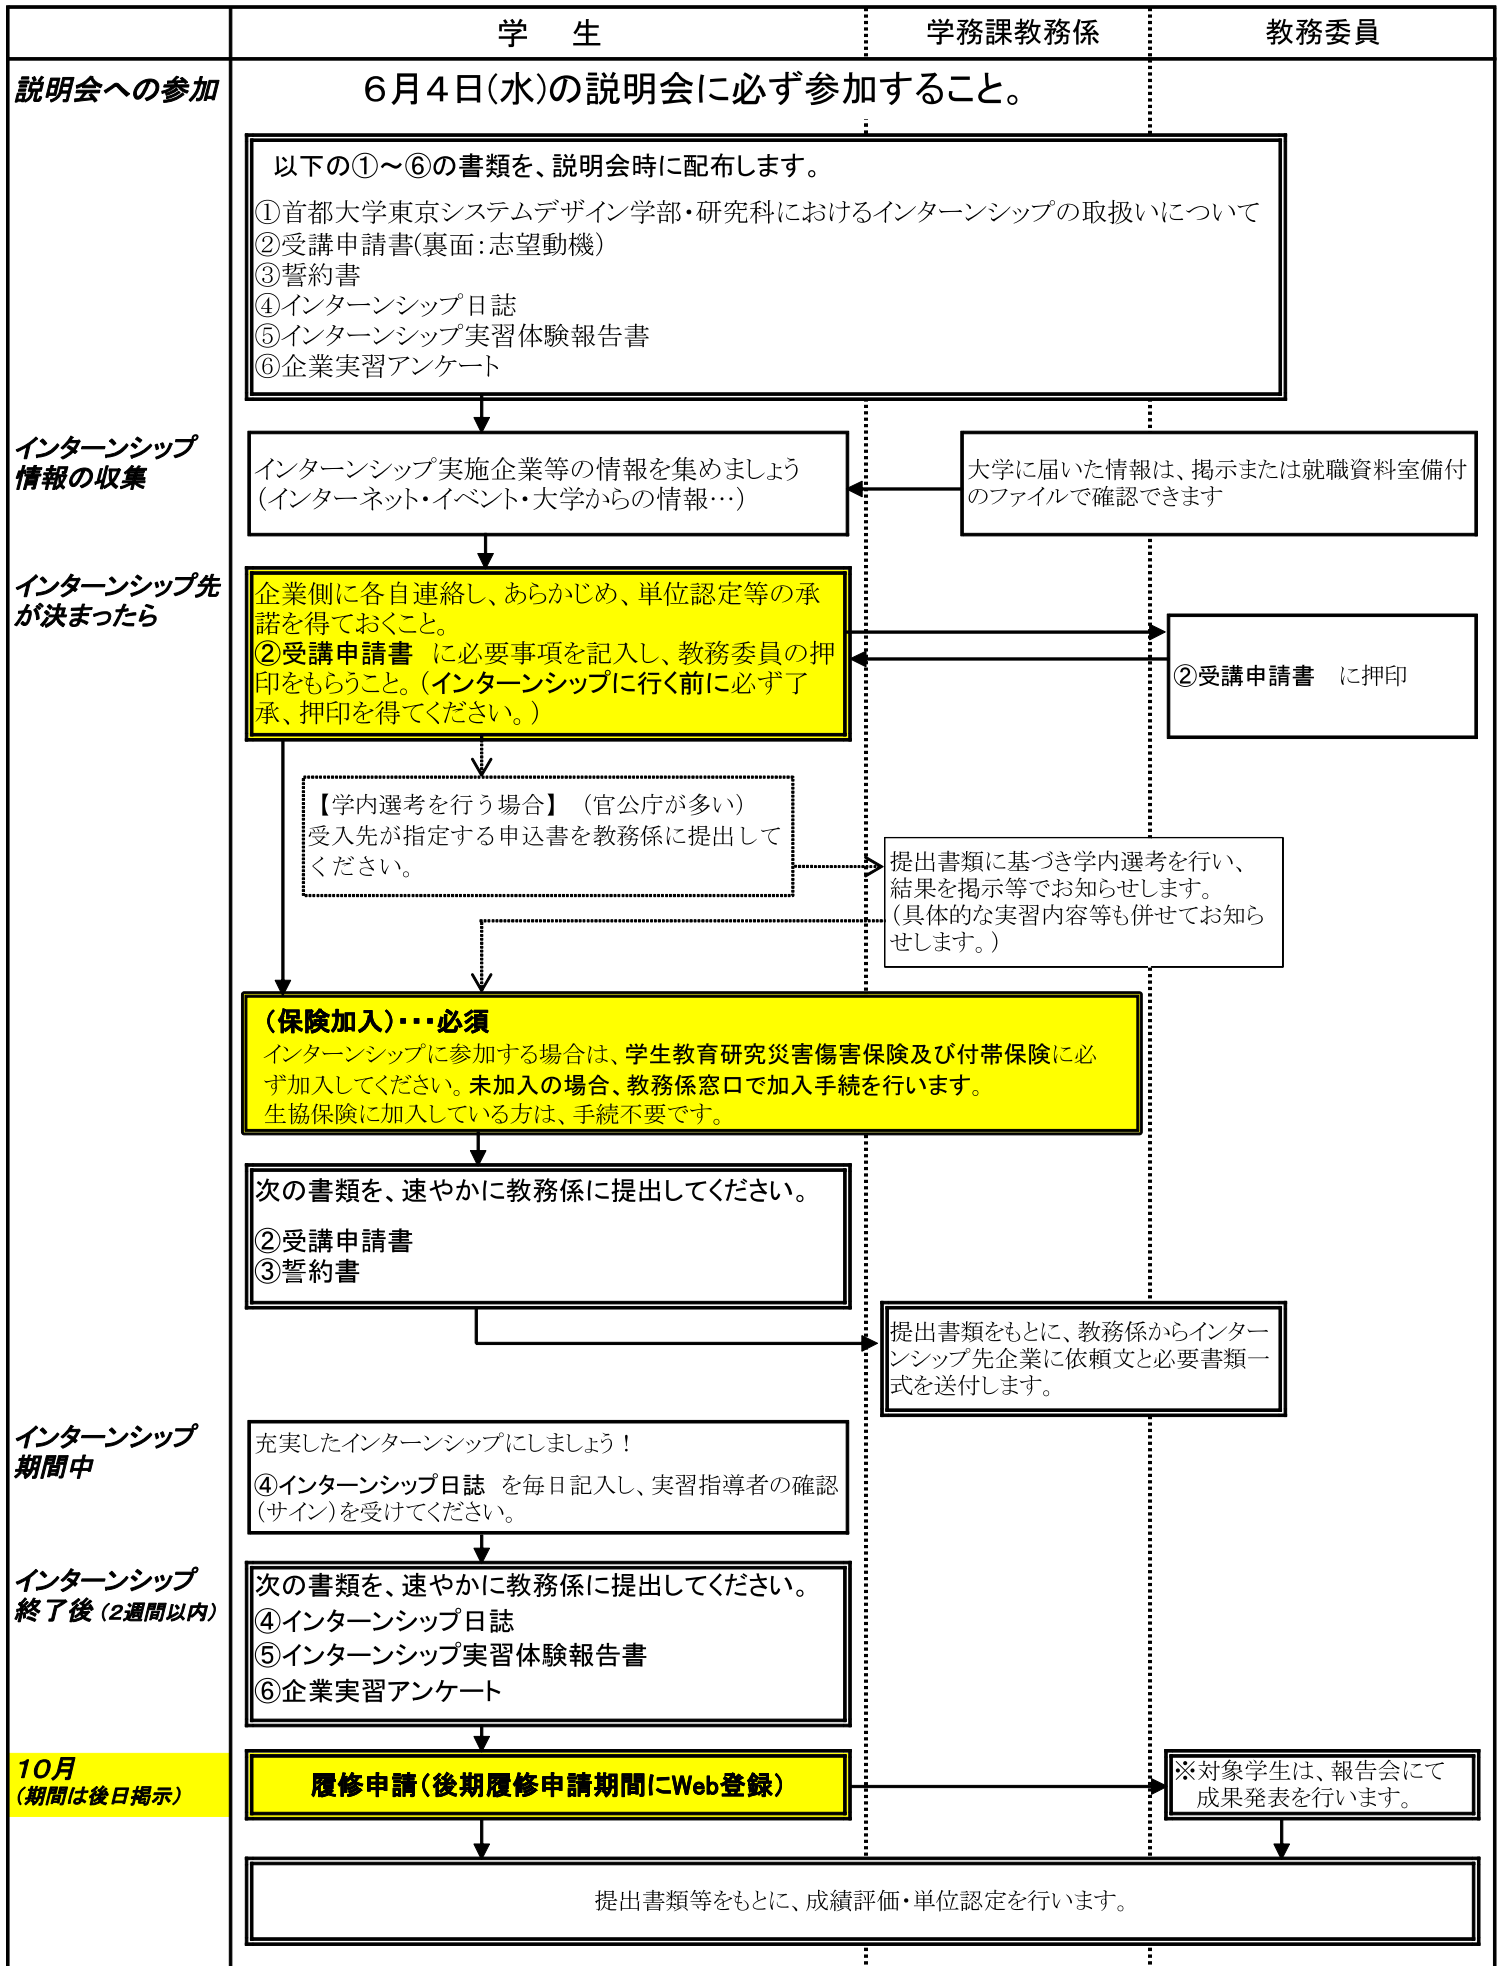 学　生
学務課教務係
教務委員
説明会への参加
６月４日(水)の説明会に必ず参加すること。
以下の①～⑥の書類を、説明会時に配布します。
①首都大学東京システムデザイン学部・研究科におけるインターンシップの取扱いについて
②受講申請書(裏面：志望動機)
③誓約書
④インターンシップ日誌
⑤インターンシップ実習体験報告書
⑥企業実習アンケート
インターンシップ
情報の収集
インターンシップ実施企業等の情報を集めましょう
（インターネット・イベント・大学からの情報…）
大学に届いた情報は、掲示または就職資料室備付
のファイルで確認できます
インターンシップ先
が決まったら
企業側に各自連絡し、あらかじめ、単位認定等の承
諾を得ておくこと。
②受講申請書　に必要事項を記入し、教務委員の押
印をもらうこと。（インターンシップに行く前に必ず了
承、押印を得てください。）
②受講申請書　に押印
【学内選考を行う場合】（官公庁が多い）
受入先が指定する申込書を教務係に提出して
ください。
提出書類に基づき学内選考を行い、
結果を掲示等でお知らせします。
（具体的な実習内容等も併せてお知ら
せします。）
（保険加入）・・・必須
インターンシップに参加する場合は、学生教育研究災害傷害保険及び付帯保険に必
ず加入してください。未加入の場合、教務係窓口で加入手続を行います。
生協保険に加入している方は、手続不要です。
次の書類を、速やかに教務係に提出してください。
②受講申請書
③誓約書
提出書類をもとに、教務係からインター
ンシップ先企業に依頼文と必要書類一
式を送付します。
インターンシップ
期間中
充実したインターンシップにしましょう！
④インターンシップ日誌　を毎日記入し、実習指導者の確認
（サイン）を受けてください。
インターンシップ
終了後（2週間以内）
次の書類を、速やかに教務係に提出してください。
④インターンシップ日誌
⑤インターンシップ実習体験報告書
⑥企業実習アンケート
10月
（期間は後日掲示）
履修申請（後期履修申請期間にWeb登録）
※対象学生は、報告会にて
成果発表を行います。
提出書類等をもとに、成績評価・単位認定を行います。